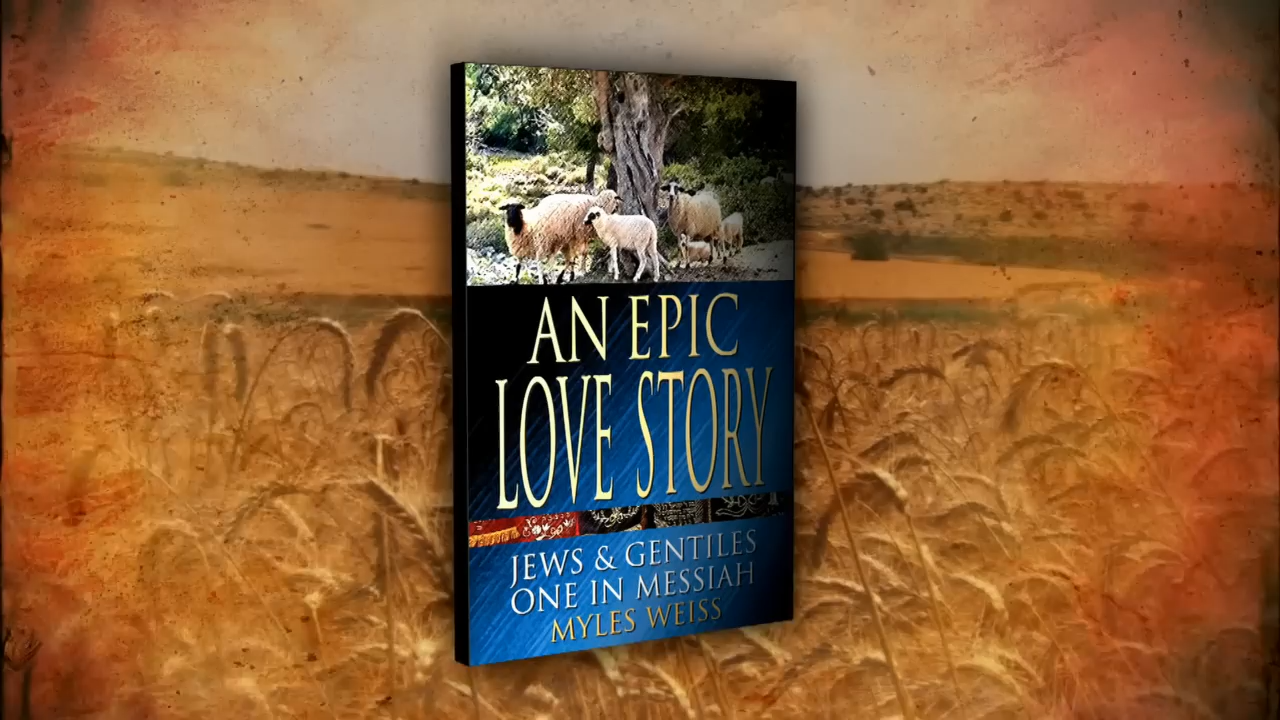 AN EPIC
LOVE STORY
JEWS & GENTILES
ONE IN MESSIAH
MYLES WEISS